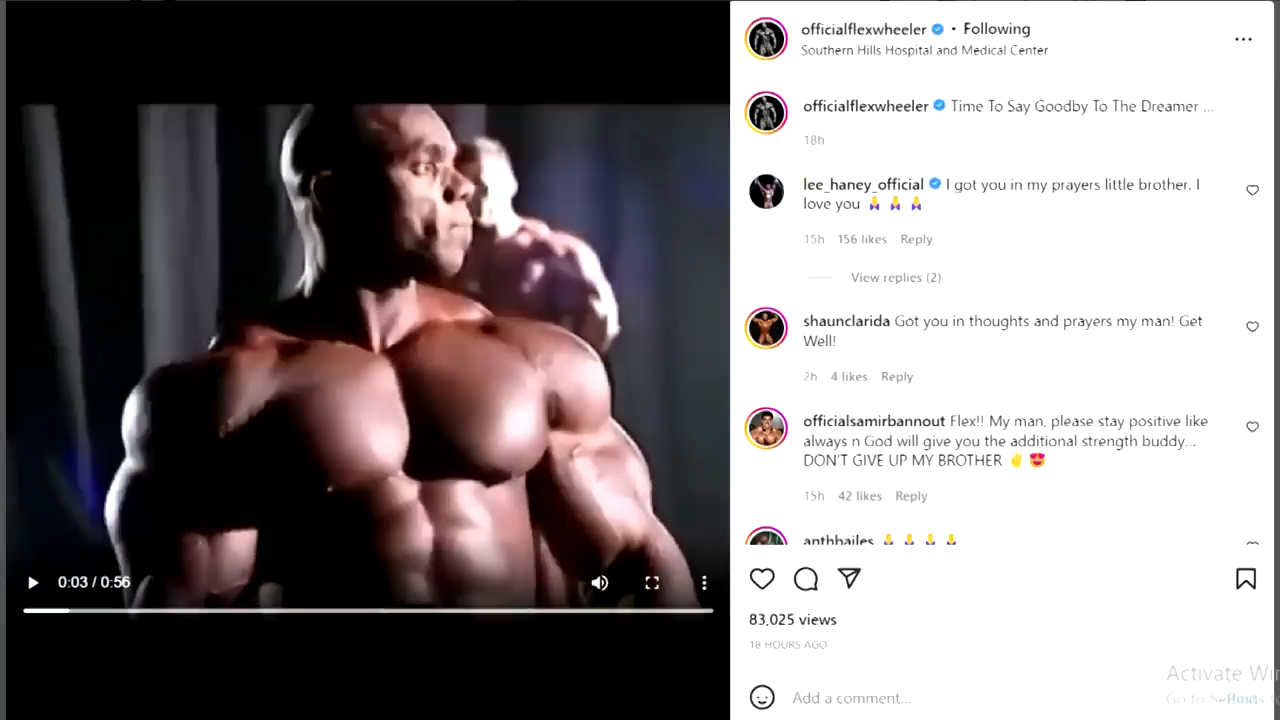 officialflexwheeler • Following
Southern Hills Hospital and Medical Center
officialflexwheeler Time To Say Goodby To The Dreamer ...
18h
lee_haney_official I got you in my prayers little brother. I
love you
15h 156 likes Reply
View replies (2)
shaunclarida Got you in thoughts and prayers my man! Get
Well!
2h 4 likes Reply
officialsamirbannout Flex!! My man, please stay positive like
always n God will give you the additional strength buddy...
DON'T GIVE UP MY BROTHER
15h 42 likes Reply
anthbailes
0:03 / 0:56
83,025 views
18 HOURS AGO
Activate Wi
Add a comment...
Go to